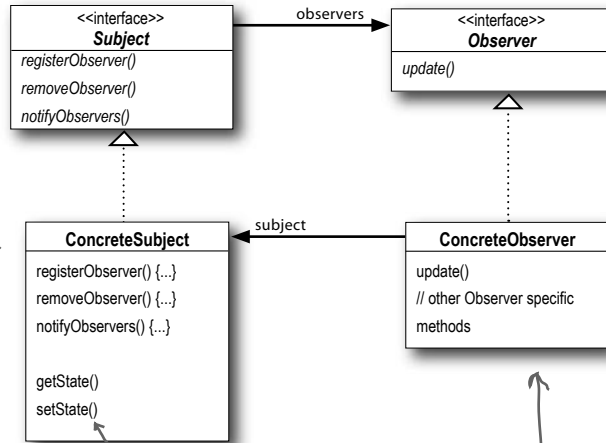 <<interface>>
Subject
registerObserver()
removeObserver()
notifyObservers()
observers
<<interface>>
Observer
update()
ConcreteSubject
registerObserver() {...}
removeObserver() {...}
notifyObservers() {...}
getState()
setState()
subject
ConcreteObserver
update()
// other Observer specific
methods